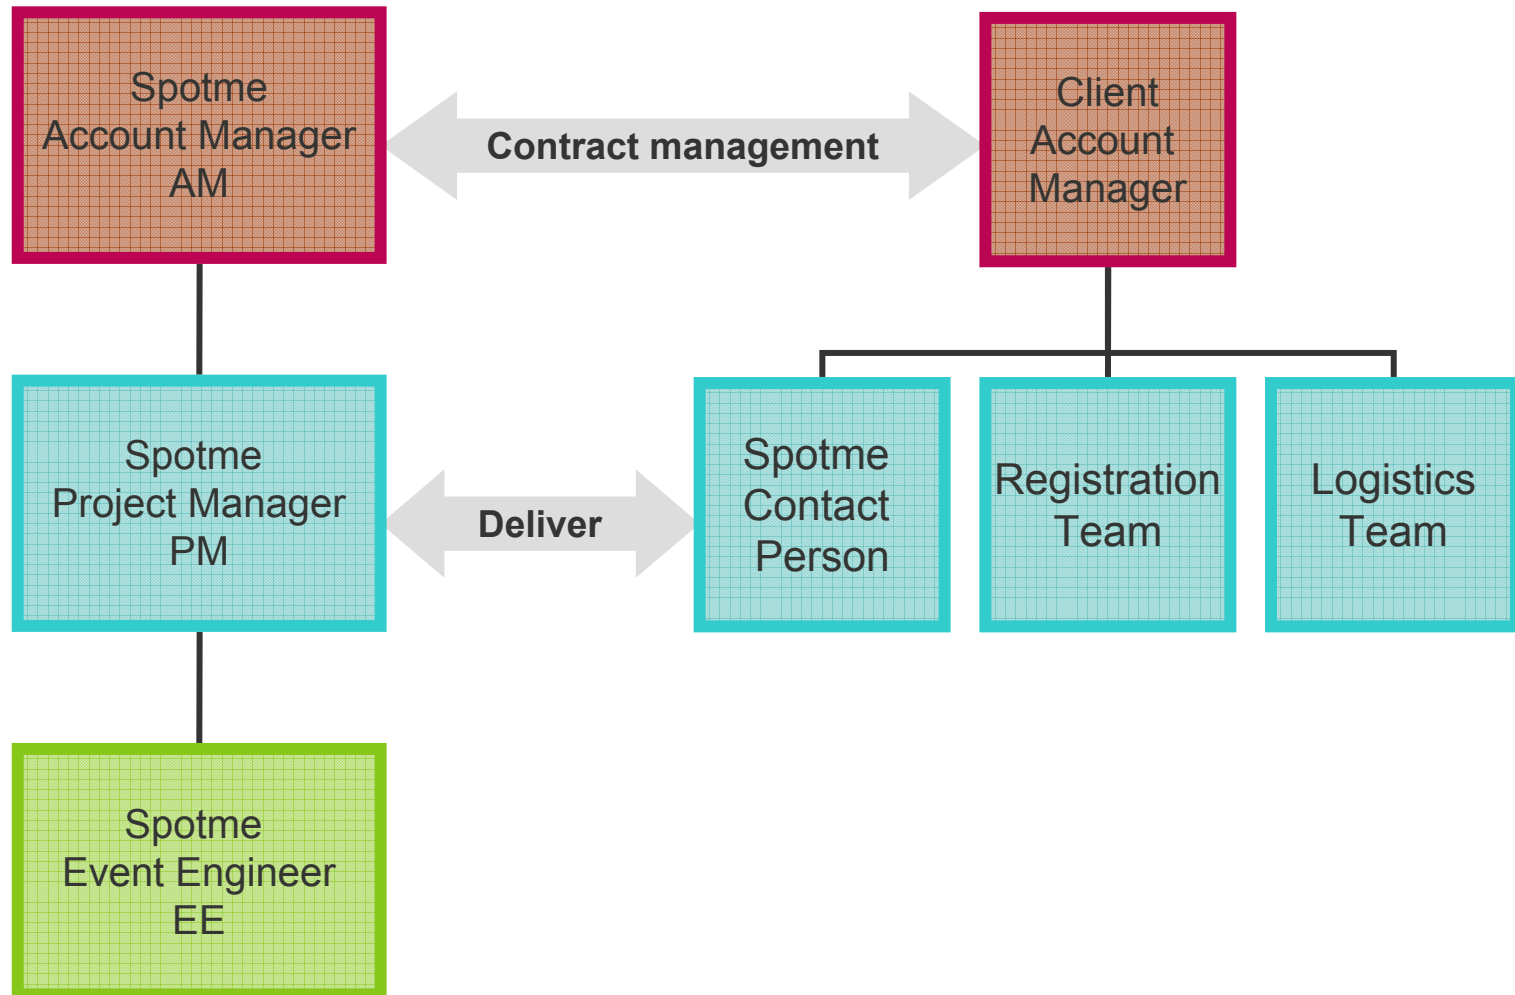 Spotme
Account Manager
AM
Contract management
Client
Account
Manager
Spotme
Project Manager
PM
Deliver
Spotme
Contact
Person
Registration
Team
Logistics
Team
Spotme
Event Engineer
EE